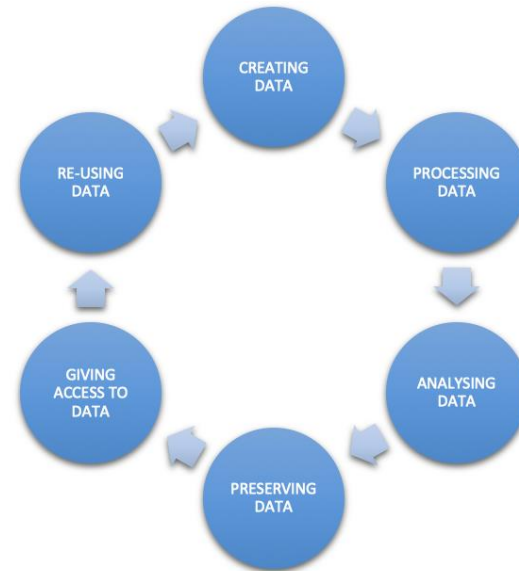 CREATING
DATA
PROCESSING
DATA
ANALYSING
DATA
PRESERVING
DATA
GIVING
ACCESS TO
DATA
RE-USING
DATA